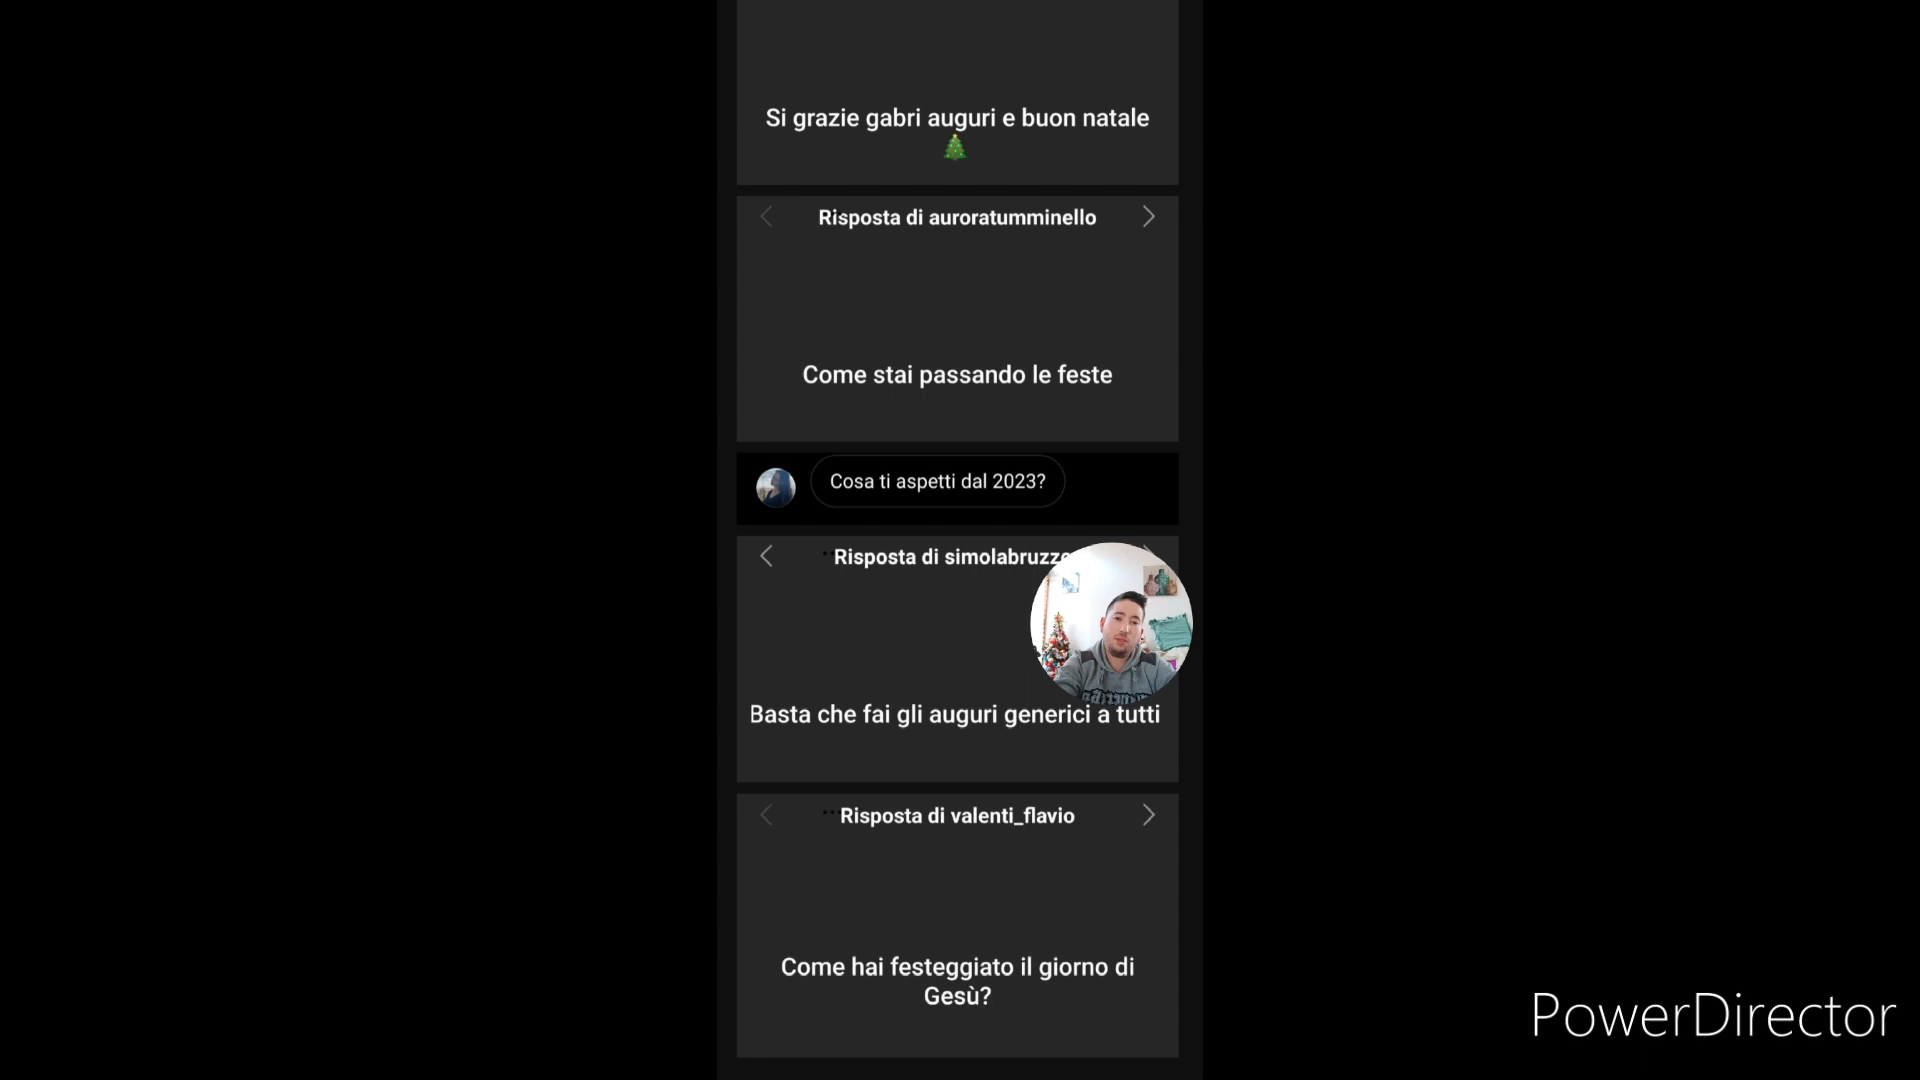 Si grazie gabri auguri e buon natale
🎄
Risposta di auroratumminello
Come stai passando le feste
Cosa ti aspetti dal 2023?
Risposta di simolabruzzo
Basta che fai gli auguri generici a tutti
Risposta di valenti_flavio
Come hai festeggiato il giorno di
Gesù?
PowerDirector